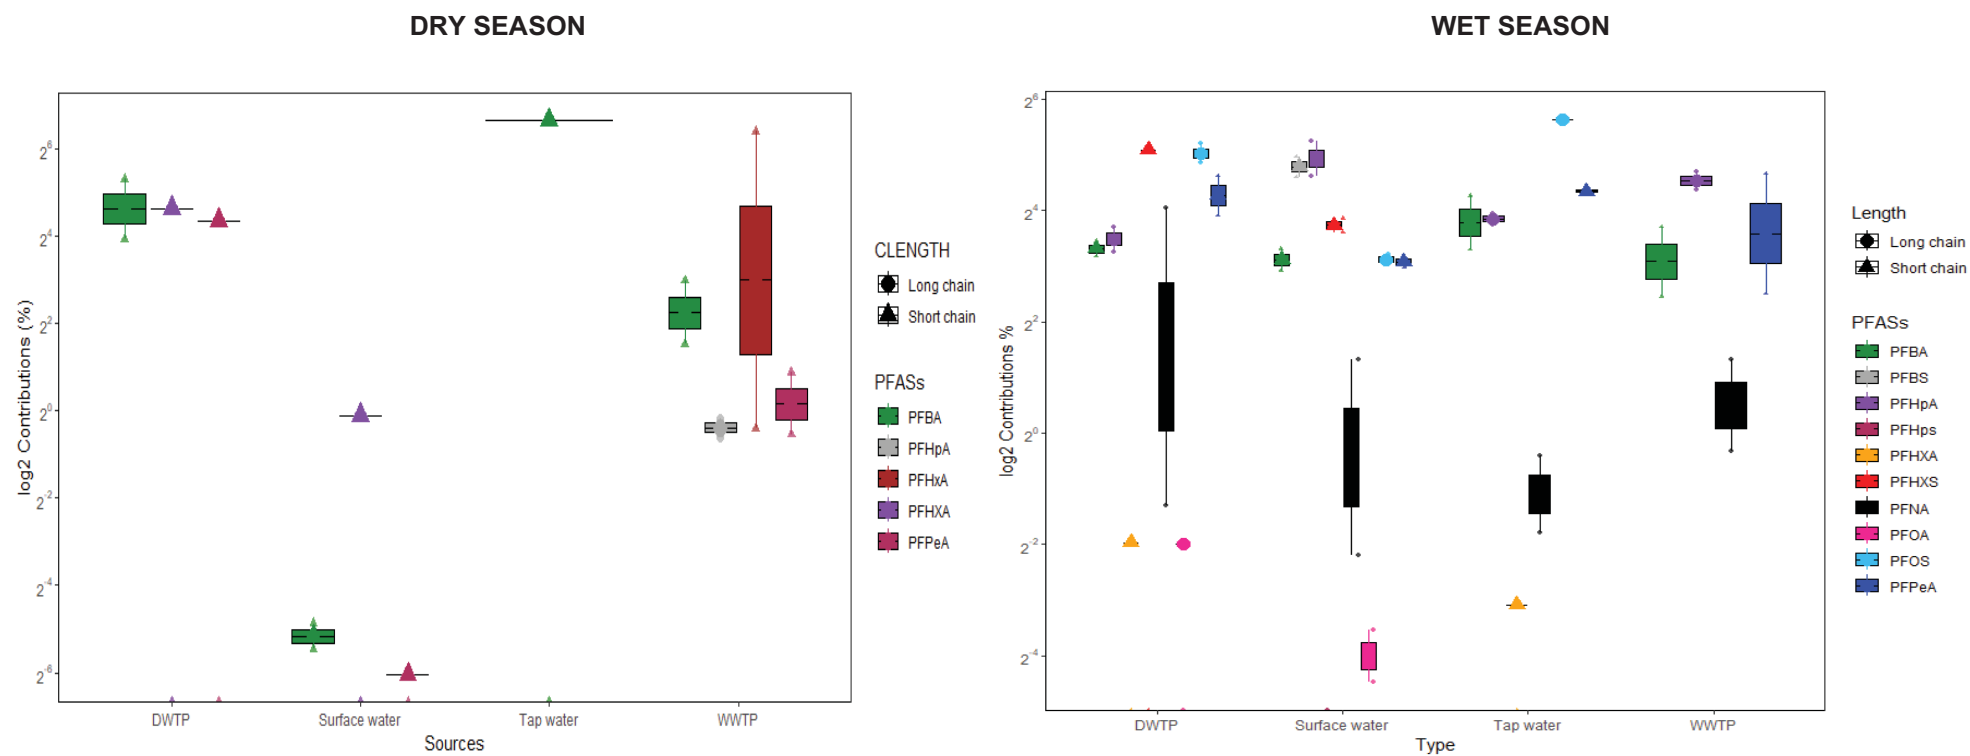 DRY SEASON
log2 Contributions (%)
2^6
2^4
2^2
2^0
2^-2
2^-4
2^-6
DWTP
Surface water
Tap water
WWTP
Sources
CLENGTH
Long chain
Short chain
PFASs
PFBA
PFHpA
PFHxA
PFHXA
PFPeA
WET SEASON
log2 Contributions %
2^6
2^4
2^2
2^0
2^-2
2^-4
DWTP
Surface water
Tap water
WWTP
Type
Length
Long chain
Short chain
PFASs
PFBA
PFBS
PFHpA
PFHps
PFHXA
PFHXS
PFNA
PFOA
PFOS
PFPeA